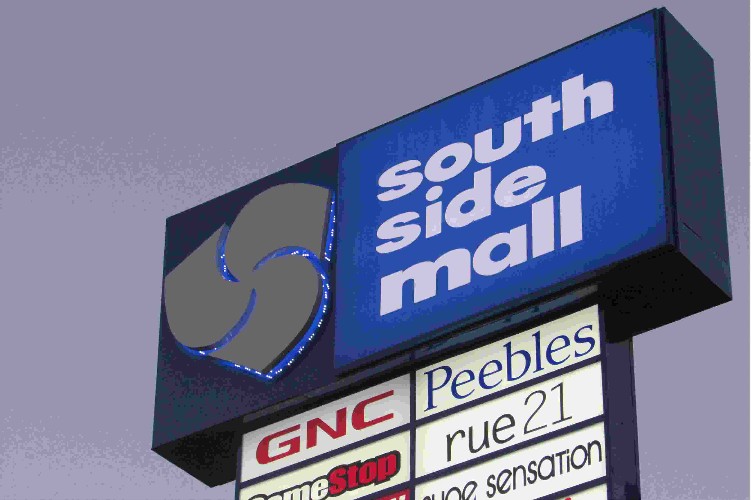 south
side
mall
GNC
Peebles
GameStop
rue21
shoe sensation